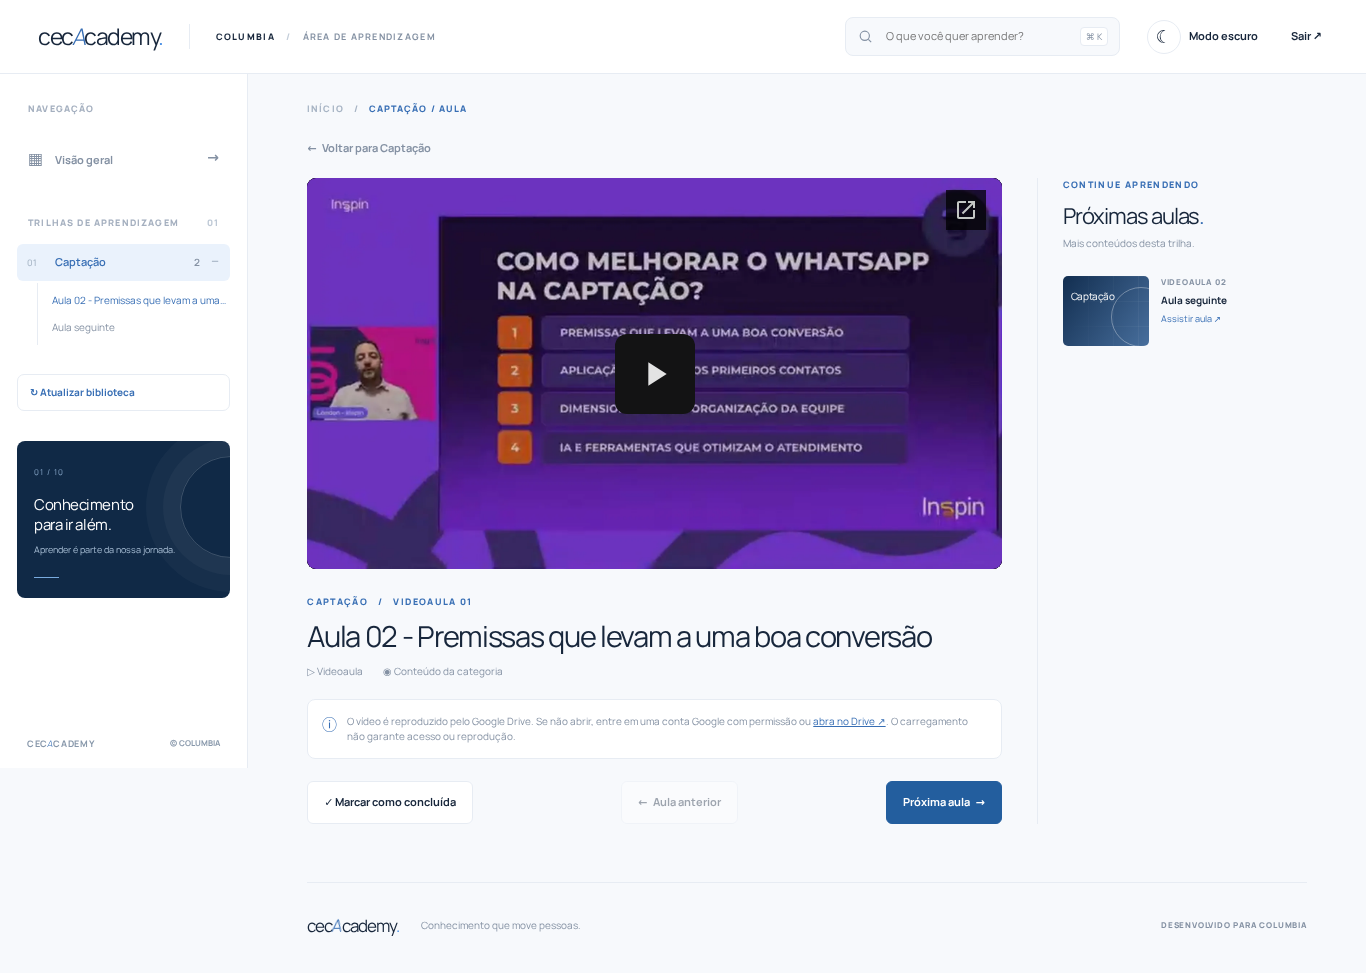 cecAcademy.
COLUMBIA / ÁREA DE APRENDIZAGEM
O que você quer aprender?
⌘ K
☾ Modo escuro
Sair ↗
NAVEGAÇÃO
Visão geral →
TRILHAS DE APRENDIZAGEM 01
01 Captação 2 −
Aula 02 - Premissas que levam a uma...
Aula seguinte
↻ Atualizar biblioteca
01 / 10
Conhecimento
para ir além.
Aprender é parte da nossa jornada.
CECACADEMY © COLUMBIA
INÍCIO / CAPTAÇÃO / AULA
← Voltar para Captação
Inspin
COMO MELHORAR O WHATSAPP
NA CAPTAÇÃO?
1 PREMISSAS QUE LEVAM A UMA BOA CONVERSÃO
2 OS PRIMEIROS CONTATOS
3 ORGANIZAÇÃO DA EQUIPE
4 IA E FERRAMENTAS QUE OTIMIZAM O ATENDIMENTO
Inspin
CAPTAÇÃO / VIDEOAULA 01
Aula 02 - Premissas que levam a uma boa conversão
▷ Videoaula ◉ Conteúdo da categoria
O vídeo é reproduzido pelo Google Drive. Se não abrir, entre em uma conta Google com permissão ou abra no Drive ↗. O carregamento
não garante acesso ou reprodução.
✓ Marcar como concluída
← Aula anterior
Próxima aula →
CONTINUE APRENDENDO
Próximas aulas.
Mais conteúdos desta trilha.
Captação
VIDEOAULA 02
Aula seguinte
Assistir aula ↗
cecAcademy.
Conhecimento que move pessoas.
DESENVOLVIDO PARA COLUMBIA